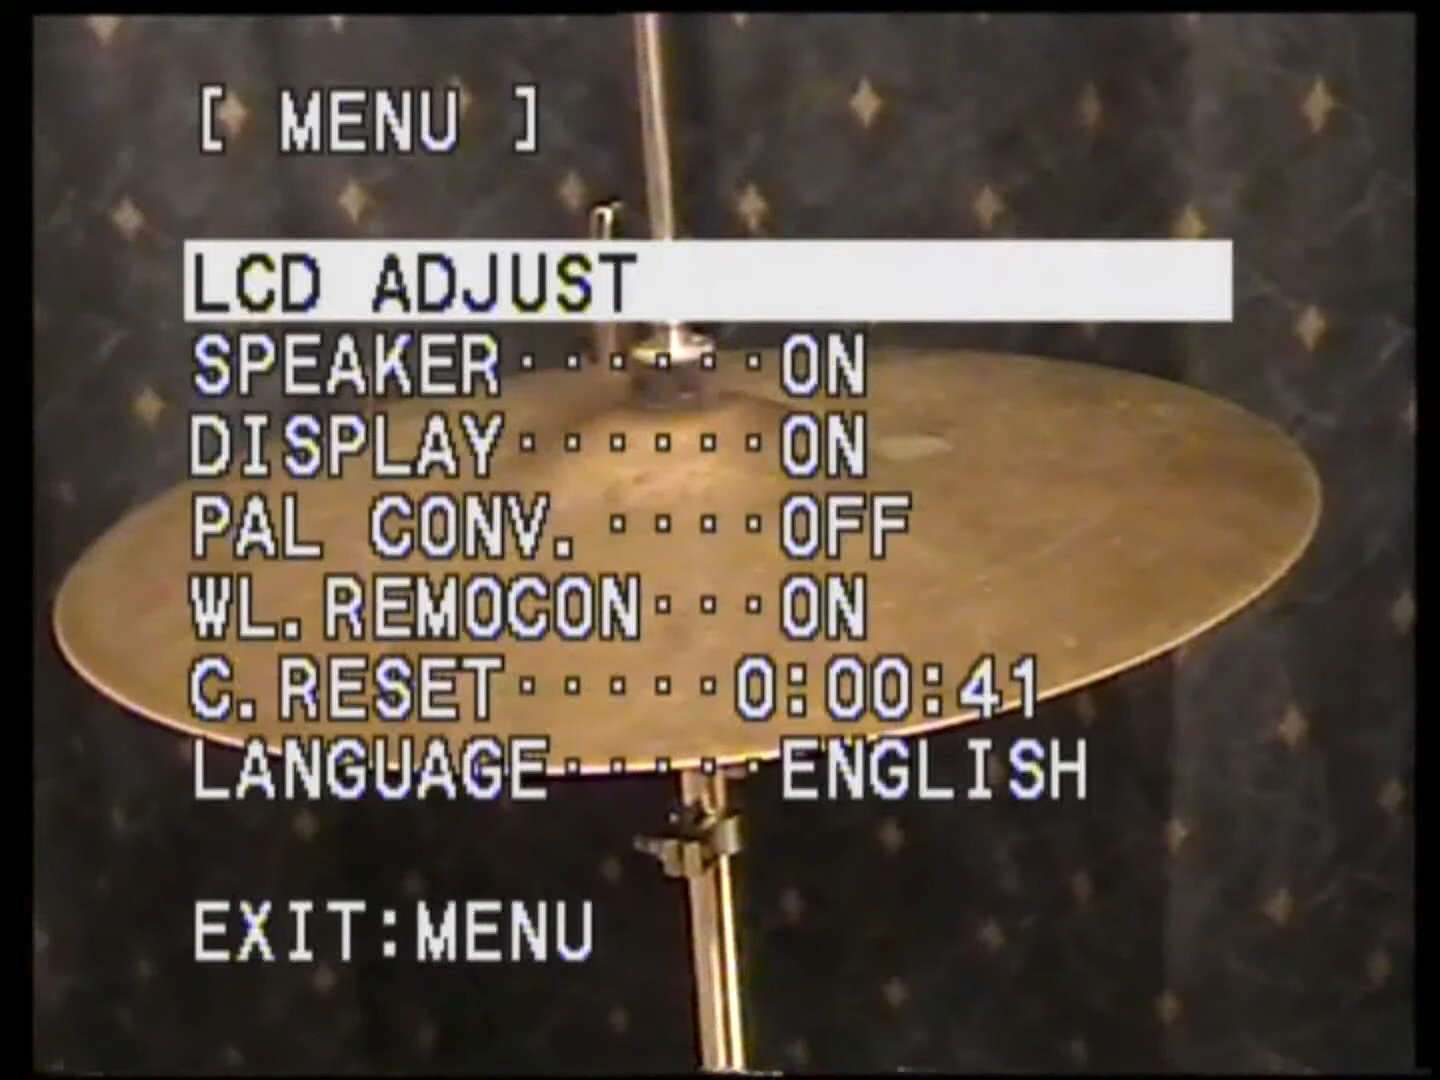 [ MENU ]
LCD ADJUST
SPEAKER······ON
DISPLAY······ON
PAL CONV.····OFF
WL.REMOCON···ON
C.RESET·····0:00:41
LANGUAGE·····ENGLISH
EXIT:MENU